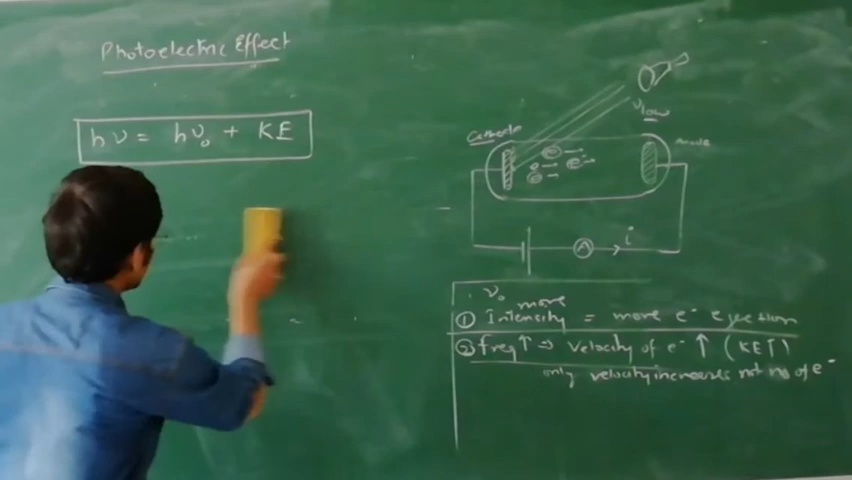 Photoelectric Effect
hν = hν₀ + KE
ν low
Cathode
Anode
e⁻
e⁻
e⁻
e⁻
A
i
ν₀
more
① Intensity = more e⁻ ejection
② freq↑ ⇒ velocity of e⁻ ↑ (KE↑)
only velocity increases not no of e⁻